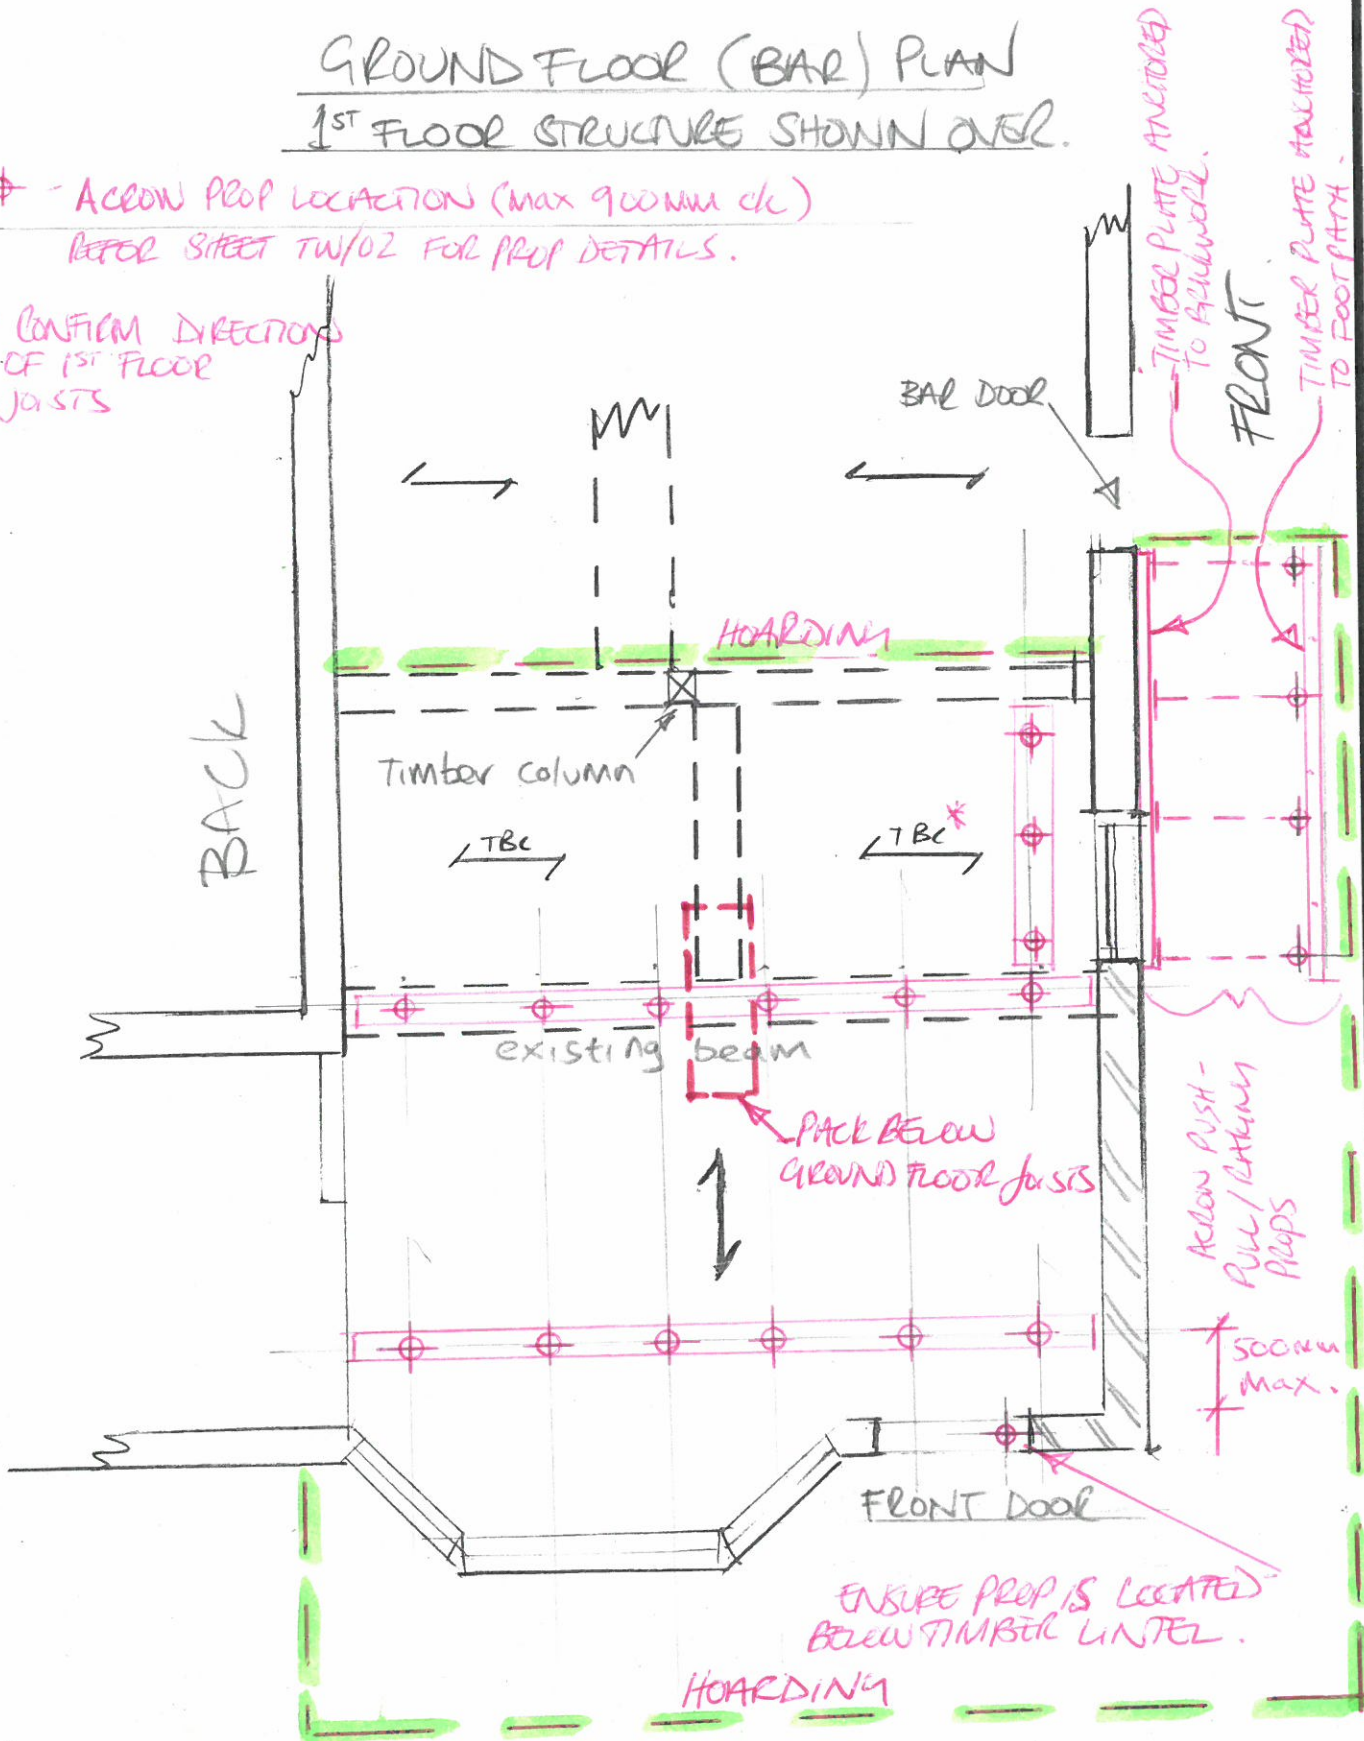 GROUND FLOOR (BAR) PLAN
1ST FLOOR STRUCTURE SHOWN OVER.
- ACROW PROP LOCACTION (MAX 900MM c/c)
REFER SHEET TW/02 FOR PROP DETAILS.
CONFIRM DIRECTIONS
OF 1ST FLOOR
JOISTS
TIMBER PLATE ANCHORED
TO BRICKWORK.
FRONT
TIMBER PLATE ANCHORED
TO FOOTPATH.
BAR DOOR
HOARDING
BACK
Timber column
TBC
TBC *
existing beam
PACK BELOW
GROUND FLOOR JOISTS
ACROW PUSH-
PULL/RAKING
PROPS
500MM
MAX.
FRONT DOOR
ENSURE PROP IS LOCATED
BELOW TIMBER LINTEL.
HOARDING